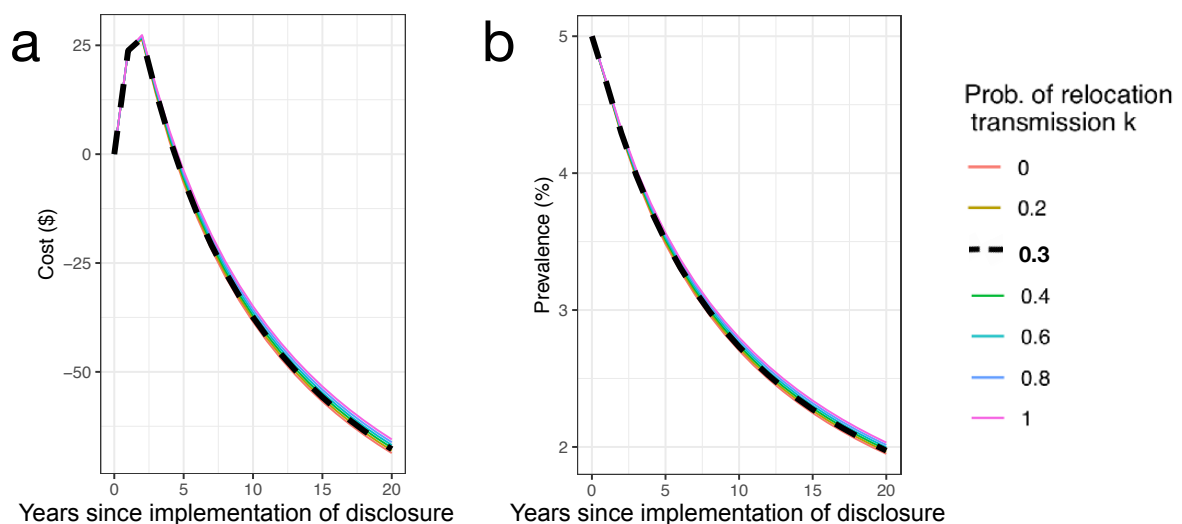 a
Cost ($)
25
0
−25
−50
0 5 10 15 20
Years since implementation of disclosure
b
Prevalence (%)
5
4
3
2
0 5 10 15 20
Years since implementation of disclosure
Prob. of relocation
transmission k
0
0.2
0.3
0.4
0.6
0.8
1